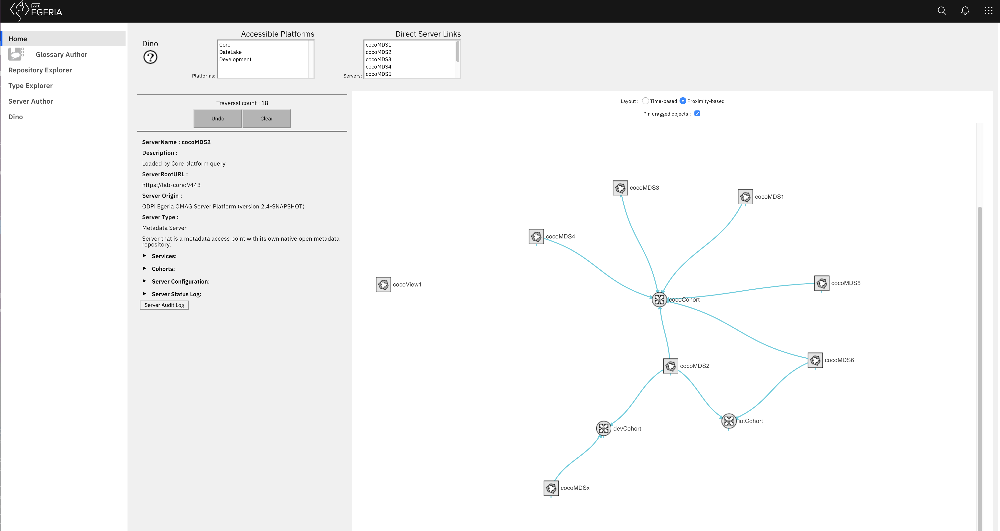 ODPi
EGERIA
Home
Glossary Author
Repository Explorer
Type Explorer
Server Author
Dino
Dino
?
Accessible Platforms
Platforms:
Core
DataLake
Development
Direct Server Links
Servers:
cocoMDS1
cocoMDS2
cocoMDS3
cocoMDS4
cocoMDS5
Traversal count : 18
Undo
Clear
ServerName : cocoMDS2
Description :
Loaded by Core platform query
ServerRootURL :
https://lab-core:9443
Server Origin :
ODPi Egeria OMAG Server Platform (version 2.4-SNAPSHOT)
Server Type :
Metadata Server
Server that is a metadata access point with its own native open metadata
repository.
Services:
Cohorts:
Server Configuration:
Server Status Log:
Server Audit Log
Layout : Time-based Proximity-based
Pin dragged objects :
cocoMDS3
cocoMDS1
cocoMDS4
cocoView1
cocoMDS5
cocoCohort
cocoMDS6
cocoMDS2
iotCohort
devCohort
cocoMDSx